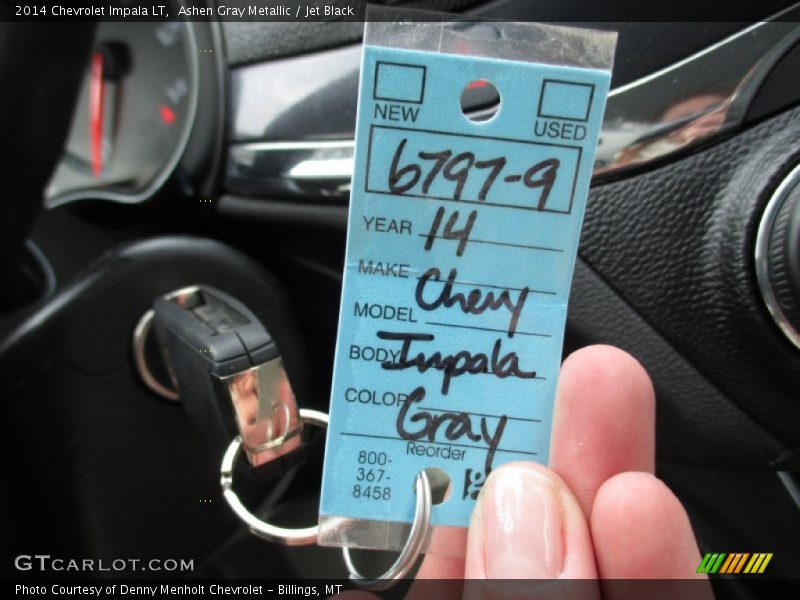 2014 Chevrolet Impala LT, Ashen Gray Metallic / Jet Black
NEW
USED
6797-9
YEAR 14
MAKE Chevy
MODEL
BODY Impala
COLOR Gray
Reorder
800-
367-
8458
GTCARLOT.COM
Photo Courtesy of Denny Menholt Chevrolet - Billings, MT